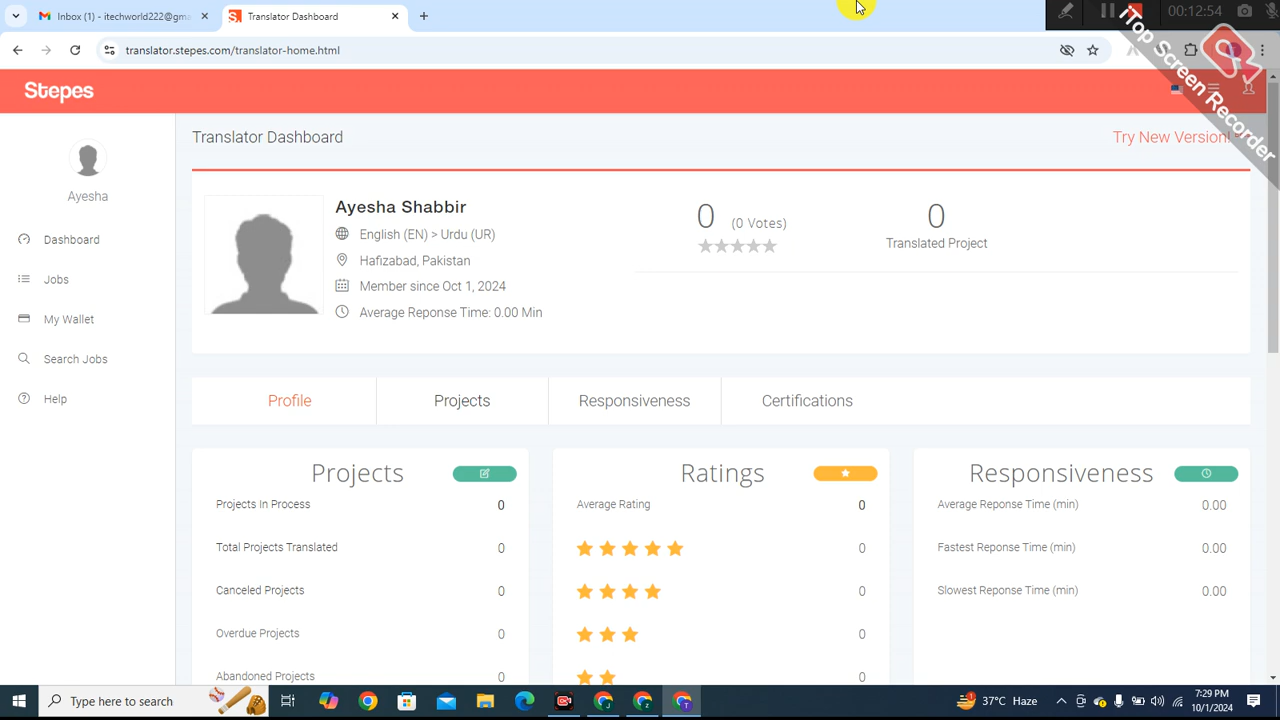 Inbox (1) - itechworld222@gma
Translator Dashboard
00:12:54
translator.stepes.com/translator-home.html
iTop Screen Recorder
Stepes
Translator Dashboard
Try New Version!
Ayesha
Dashboard
Jobs
My Wallet
Search Jobs
Help
Ayesha Shabbir
English (EN) > Urdu (UR)
Hafizabad, Pakistan
Member since Oct 1, 2024
Average Reponse Time: 0.00 Min
0 (0 Votes)
0
Translated Project
Profile
Projects
Responsiveness
Certifications
Projects
Projects In Process 0
Total Projects Translated 0
Canceled Projects 0
Overdue Projects 0
Abandoned Projects 0
Ratings
Average Rating 0
0
0
0
0
Responsiveness
Average Reponse Time (min) 0.00
Fastest Reponse Time (min) 0.00
Slowest Reponse Time (min) 0.00
Type here to search
37°C Haze
7:29 PM
10/1/2024